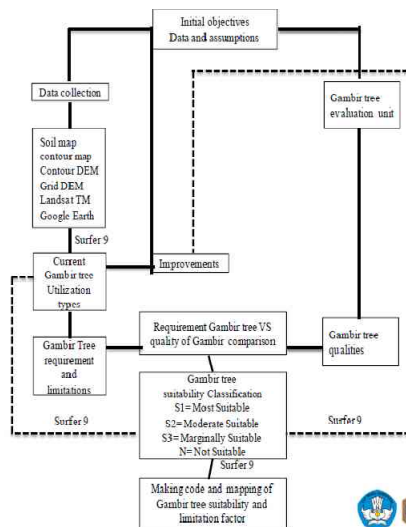 Initial objectives
Data and assumptions
Data collection
Gambir tree
evaluation unit
Soil map
contour map
Contour DEM
Grid DEM
Landsat TM
Google Earth
Surfer 9
Current
Gambir tree
Utilization
types
Improvements
Gambir Tree
requirement
and
limitations
Requirement Gambir tree VS
quality of Gambir comparison
Gambir tree
qualities
Gambir tree
suitability Classification
S1= Most Suitable
S2= Moderate Suitable
S3= Marginally Suitable
N= Not Suitable
Surfer 9
Surfer 9
Surfer 9
Making code and mapping of
Gambir tree suitability and
limitation factor